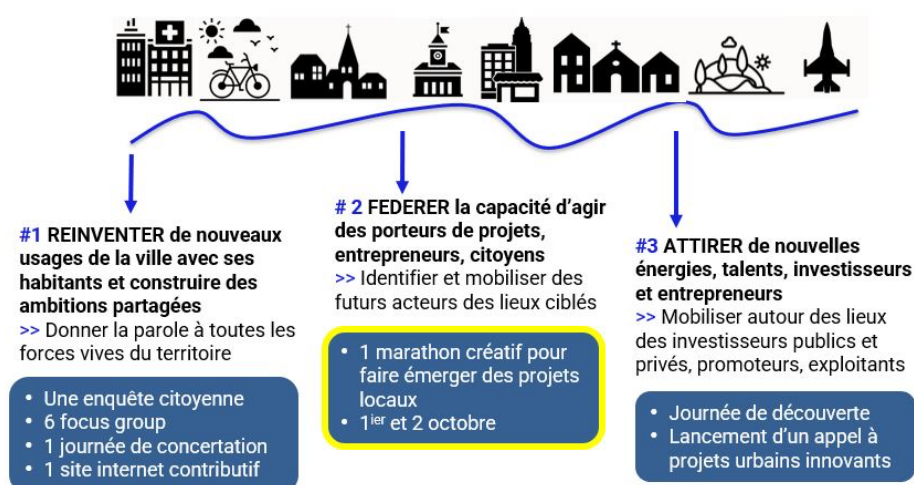 #1 REINVENTER de nouveaux
usages de la ville avec ses
habitants et construire des
ambitions partagées
>> Donner la parole à toutes les
forces vives du territoire
• Une enquête citoyenne
• 6 focus group
• 1 journée de concertation
• 1 site internet contributif
# 2 FEDERER la capacité d'agir
des porteurs de projets,
entrepreneurs, citoyens
>> Identifier et mobiliser des
futurs acteurs des lieux ciblés
• 1 marathon créatif pour
faire émerger des projets
locaux
• 1ier et 2 octobre
#3 ATTIRER de nouvelles
énergies, talents, investisseurs
et entrepreneurs
>> Mobiliser autour des lieux
des investisseurs publics et
privés, promoteurs, exploitants
• Journée de découverte
• Lancement d'un appel à
projets urbains innovants